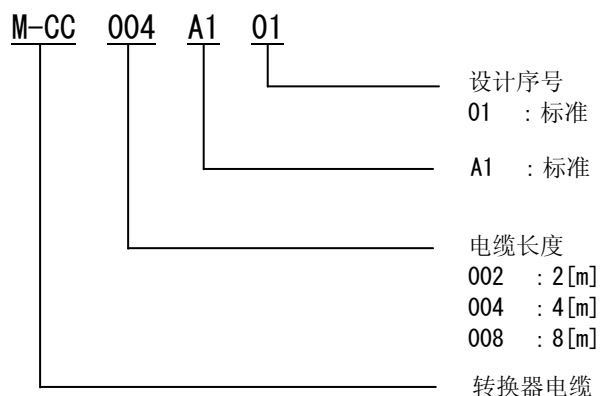 M-CC 004 A1 01
设计序号
01 : 标准
A1 : 标准
电缆长度
002 : 2[m]
004 : 4[m]
008 : 8[m]
转换器电缆